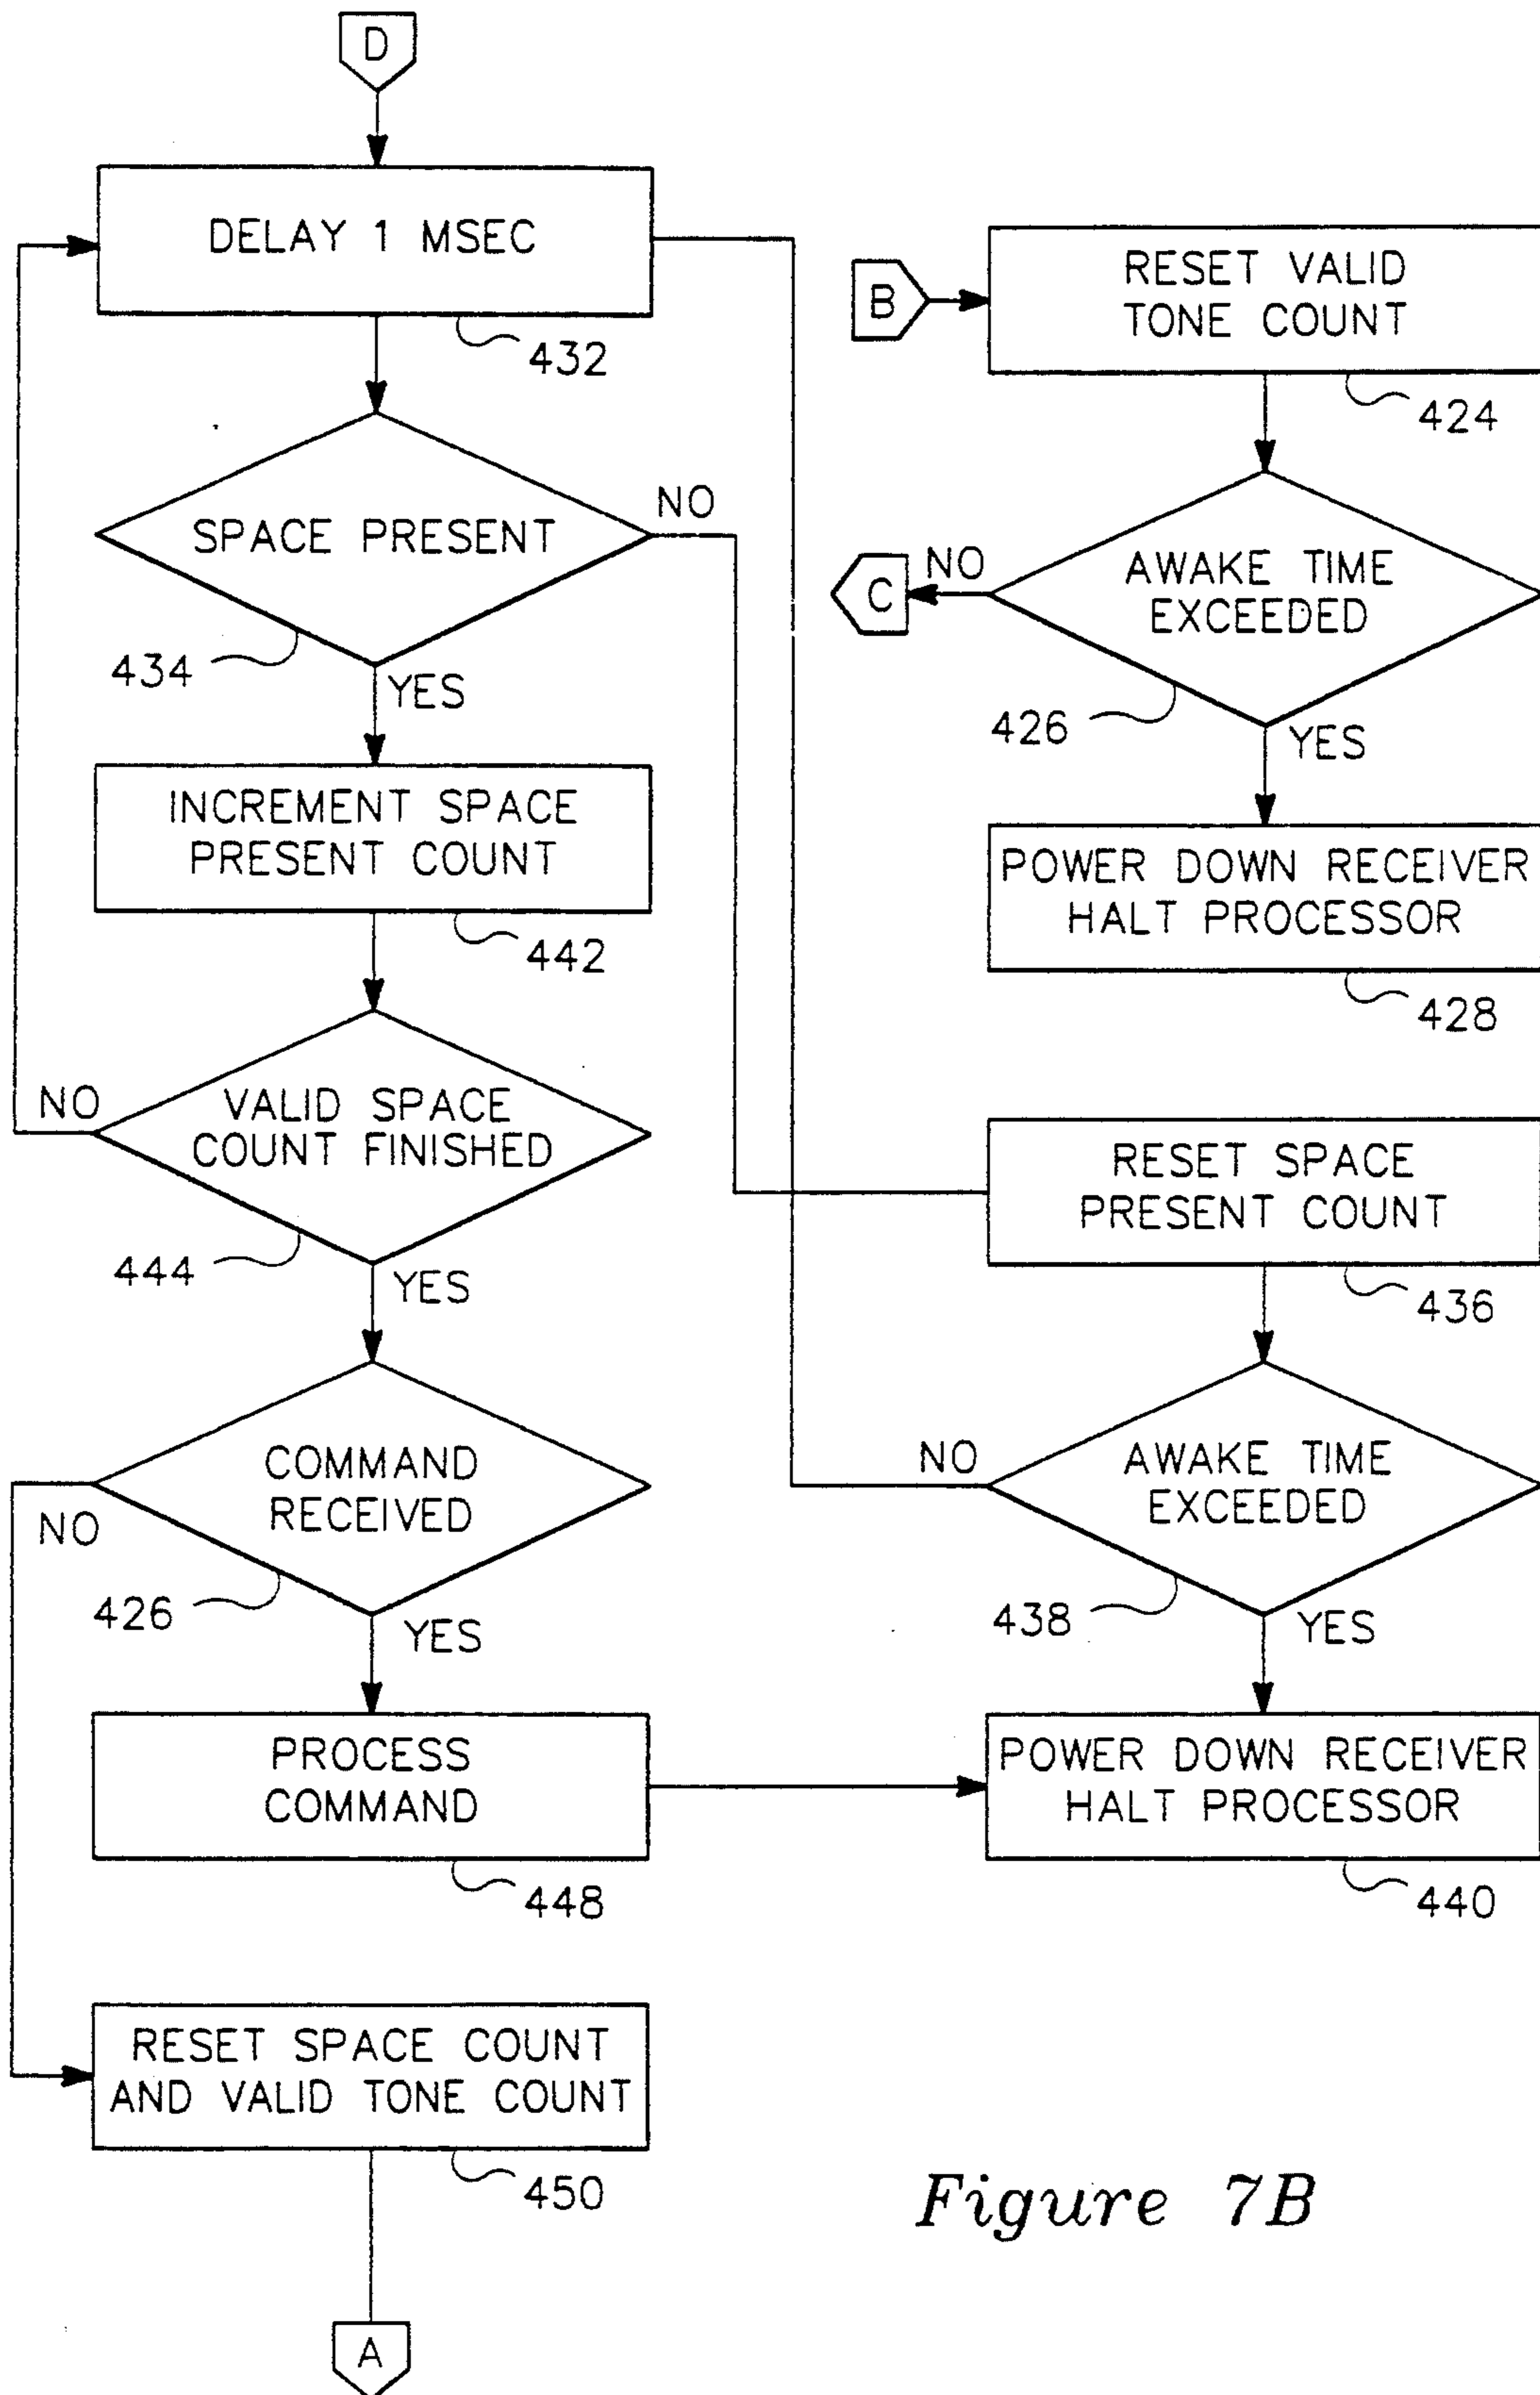 D
DELAY 1 MSEC
432
SPACE PRESENT
NO
434
YES
INCREMENT SPACE
PRESENT COUNT
442
VALID SPACE
COUNT FINISHED
NO
444
YES
COMMAND
RECEIVED
NO
426
YES
PROCESS
COMMAND
448
RESET SPACE COUNT
AND VALID TONE COUNT
450
A
B
RESET VALID
TONE COUNT
424
AWAKE TIME
EXCEEDED
NO
C
426
YES
POWER DOWN RECEIVER
HALT PROCESSOR
428
RESET SPACE
PRESENT COUNT
436
AWAKE TIME
EXCEEDED
NO
438
YES
POWER DOWN RECEIVER
HALT PROCESSOR
440
Figure 7B